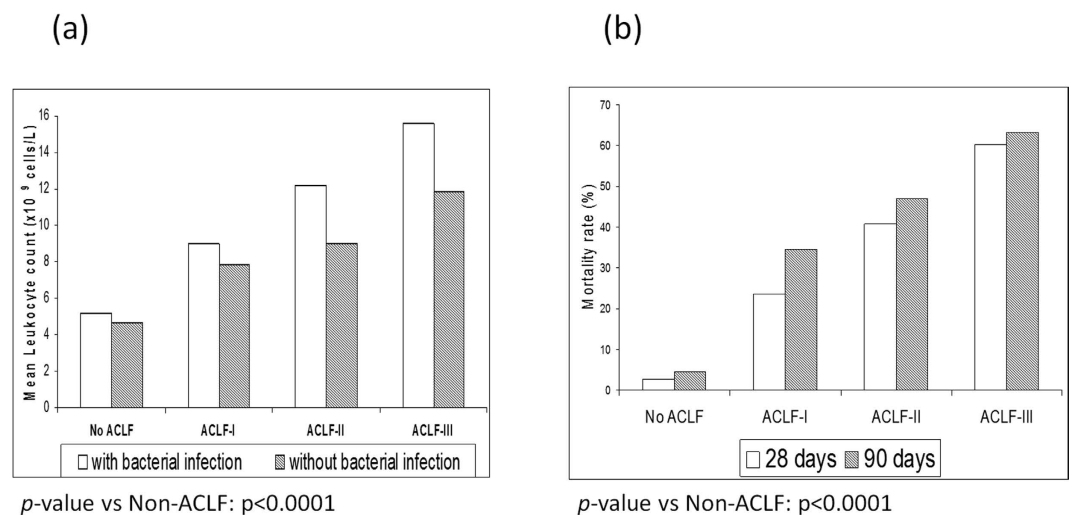 (a)
Mean Leukocyte count (x10 9 cells/L)
16
14
12
10
8
6
4
2
0
No ACLF ACLF-I ACLF-II ACLF-III
with bacterial infection without bacterial infection
p-value vs Non-ACLF: p<0.0001
(b)
Mortality rate (%)
70
60
50
40
30
20
10
0
No ACLF ACLF-I ACLF-II ACLF-III
28 days 90 days
p-value vs Non-ACLF: p<0.0001